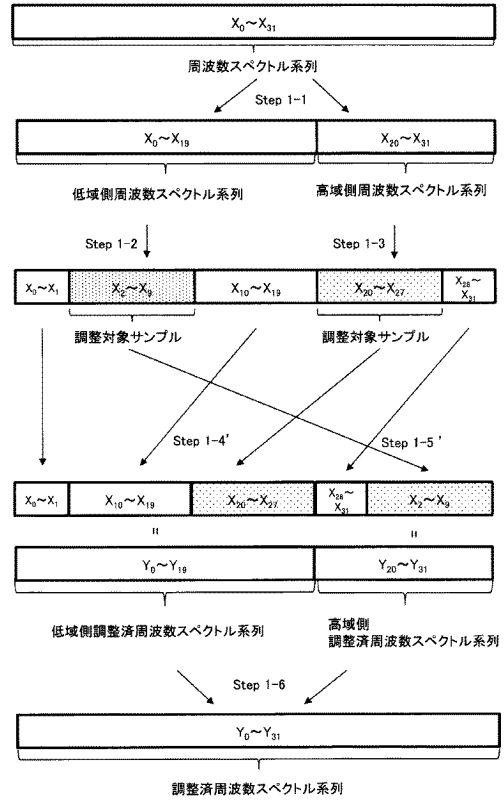 X₀～X₃₁
周波数スペクトル系列
Step 1-1
X₀～X₁₉ X₂₀～X₃₁
低域側周波数スペクトル系列 高域側周波数スペクトル系列
Step 1-2 Step 1-3
X₀～X₁ X₂～X₉ X₁₀～X₁₉ X₂₀～X₂₇ X₂₈～
X₃₁
調整対象サンプル 調整対象サンプル
Step 1-4' Step 1-5 '
X₀～X₁ X₁₀～X₁₉ X₂₀～X₂₇ X₂₈～ X₂～X₉
X₃₁
= =
Y₀～Y₁₉ Y₂₀～Y₃₁
低域側調整済周波数スペクトル系列 高域側
調整済周波数スペクトル系列
Step 1-6
Y₀～Y₃₁
調整済周波数スペクトル系列